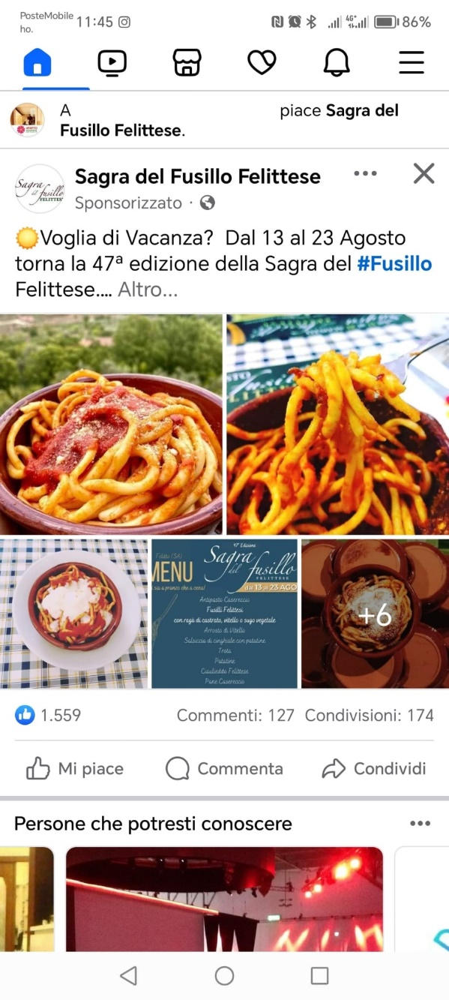 PosteMobile
ho.
11:45
4G+
86%
A piace Sagra del
Fusillo Felittese.
Sagra
del fusillo
FELITTESE
Sagra del Fusillo Felittese
Sponsorizzato ·
Voglia di Vacanza? Dal 13 al 23 Agosto
torna la 47ª edizione della Sagra del #Fusillo
Felittese.... Altro...
47ª Edizione
Felitto (SA)
MENU
Sagra
del fusillo
FELITTESE
sia a pranzo che a cena!
dal 13 al 23 AGO
Antipasto Casereccio
Fusilli Felittesi
con ragù di castrato, vitello o sugo vegetale
Arrosto di Vitello
Salsiccia di cinghiale con patatine
Trota
Patatine
Casulieddo Felittese
Pane Casereccio
+6
1.559
Commenti: 127 Condivisioni: 174
Mi piace
Commenta
Condividi
Persone che potresti conoscere